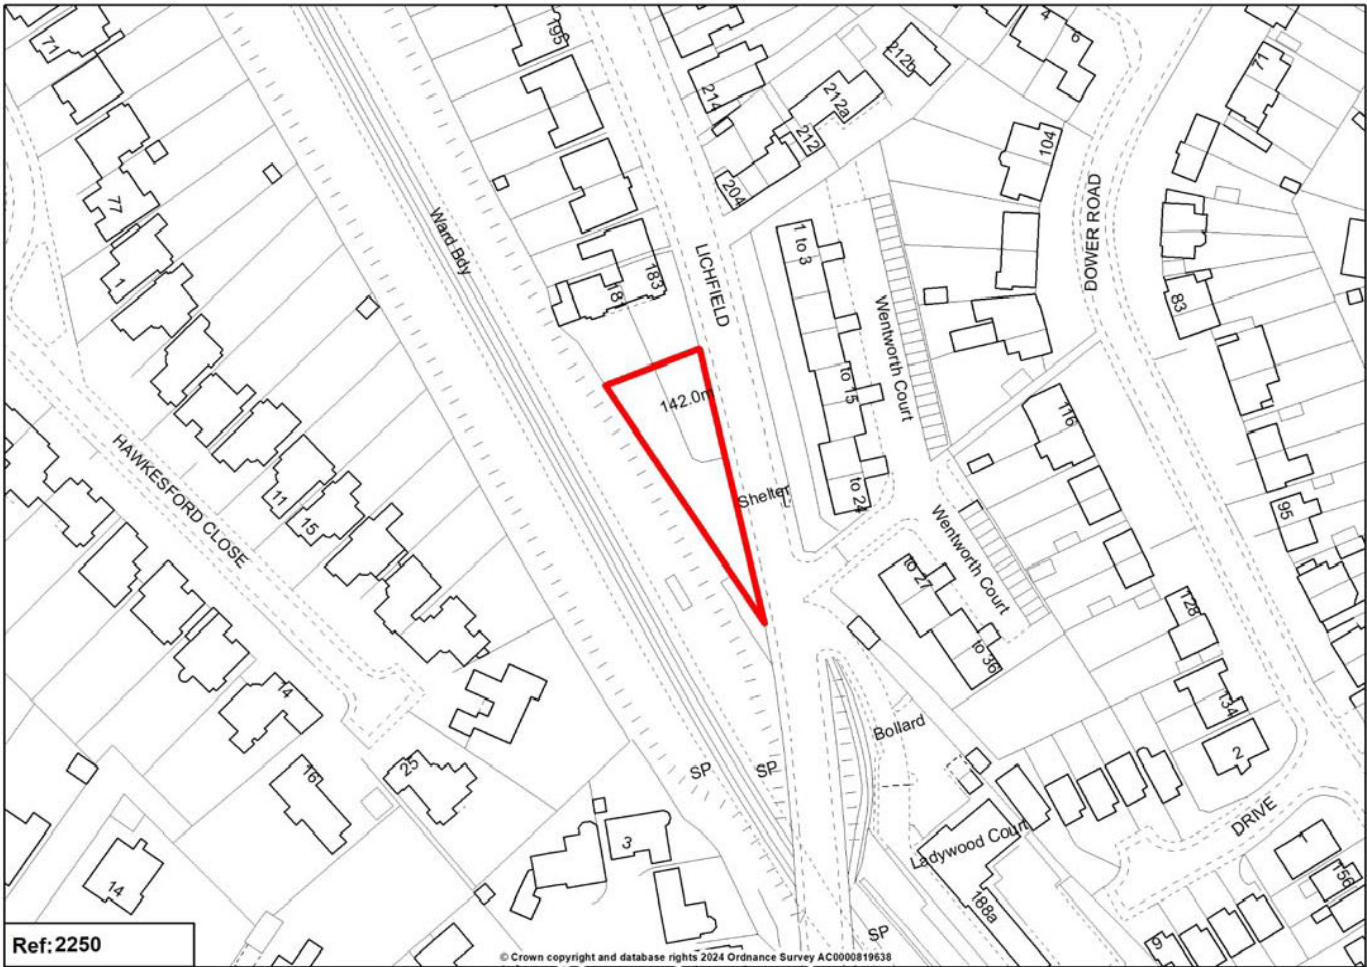 71
195
4
6
212b
71
214
212a
212
104
204
77
Ward Bdy
DOWER ROAD
1 to 3
LICHFIELD
183
181
1
83
Wentworth Court
142.0m
to 15
116
HAWKESFORD CLOSE
11
Shelter
to 24
15
95
Wentworth Court
to 27
128
to 36
14
134
Bollard
2
SP
SP
16
25
DRIVE
3
Ladywood Court
14
156
188a
SP
9
Ref: 2250
© Crown copyright and database rights 2024 Ordnance Survey AC0000819638